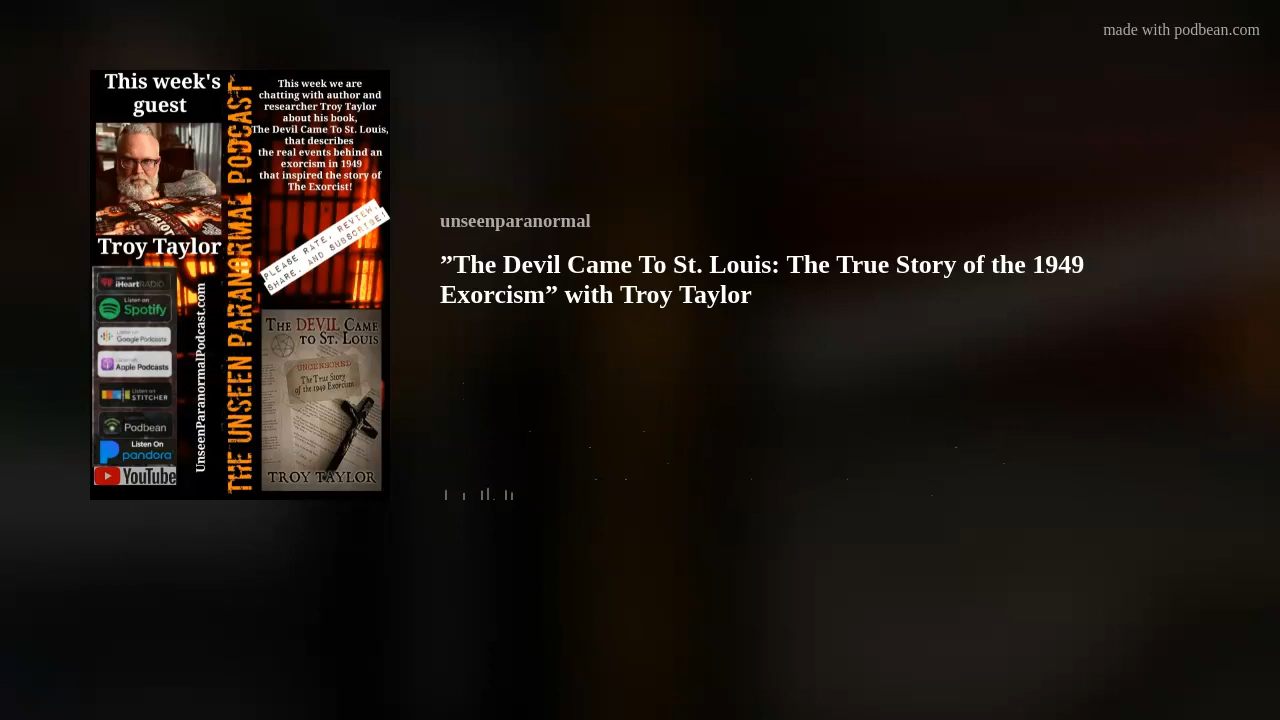 made with podbean.com
This week's
guest
Troy Taylor
THE UNSEEN PARANORMAL PODCAST
This week we are
chatting with author and
researcher Troy Taylor
about his book,
The Devil Came To St. Louis,
that describes
the real events behind an
exorcism in 1949
that inspired the story of
The Exorcist!
PLEASE RATE, REVIEW,
SHARE, AND SUBSCRIBE!
iHeartRADIO
Listen on
Spotify
Google Podcasts
Apple Podcasts
Listen on
STITCHER
Podbean
Listen On
pandora
YouTube
UnseenParanormalPodcast.com
THE DEVIL CAME
TO ST. LOUIS
UNCENSORED
The True Story
of the 1949 Exorcism
TROY TAYLOR
unseenparanormal
”The Devil Came To St. Louis: The True Story of the 1949
Exorcism” with Troy Taylor